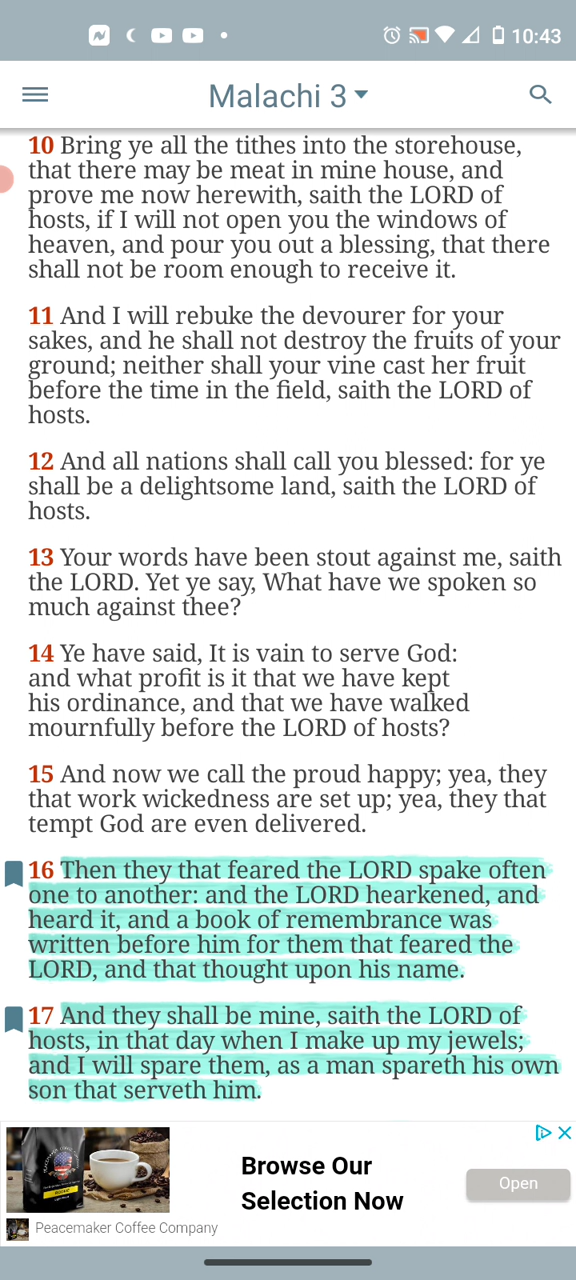 10:43
Malachi 3
10 Bring ye all the tithes into the storehouse,
that there may be meat in mine house, and
prove me now herewith, saith the LORD of
hosts, if I will not open you the windows of
heaven, and pour you out a blessing, that there
shall not be room enough to receive it.
11 And I will rebuke the devourer for your
sakes, and he shall not destroy the fruits of your
ground; neither shall your vine cast her fruit
before the time in the field, saith the LORD of
hosts.
12 And all nations shall call you blessed: for ye
shall be a delightsome land, saith the LORD of
hosts.
13 Your words have been stout against me, saith
the LORD. Yet ye say, What have we spoken so
much against thee?
14 Ye have said, It is vain to serve God:
and what profit is it that we have kept
his ordinance, and that we have walked
mournfully before the LORD of hosts?
15 And now we call the proud happy; yea, they
that work wickedness are set up; yea, they that
tempt God are even delivered.
16 Then they that feared the LORD spake often
one to another: and the LORD hearkened, and
heard it, and a book of remembrance was
written before him for them that feared the
LORD, and that thought upon his name.
17 And they shall be mine, saith the LORD of
hosts, in that day when I make up my jewels;
and I will spare them, as a man spareth his own
son that serveth him.
Browse Our
Selection Now
Open
Peacemaker Coffee Company